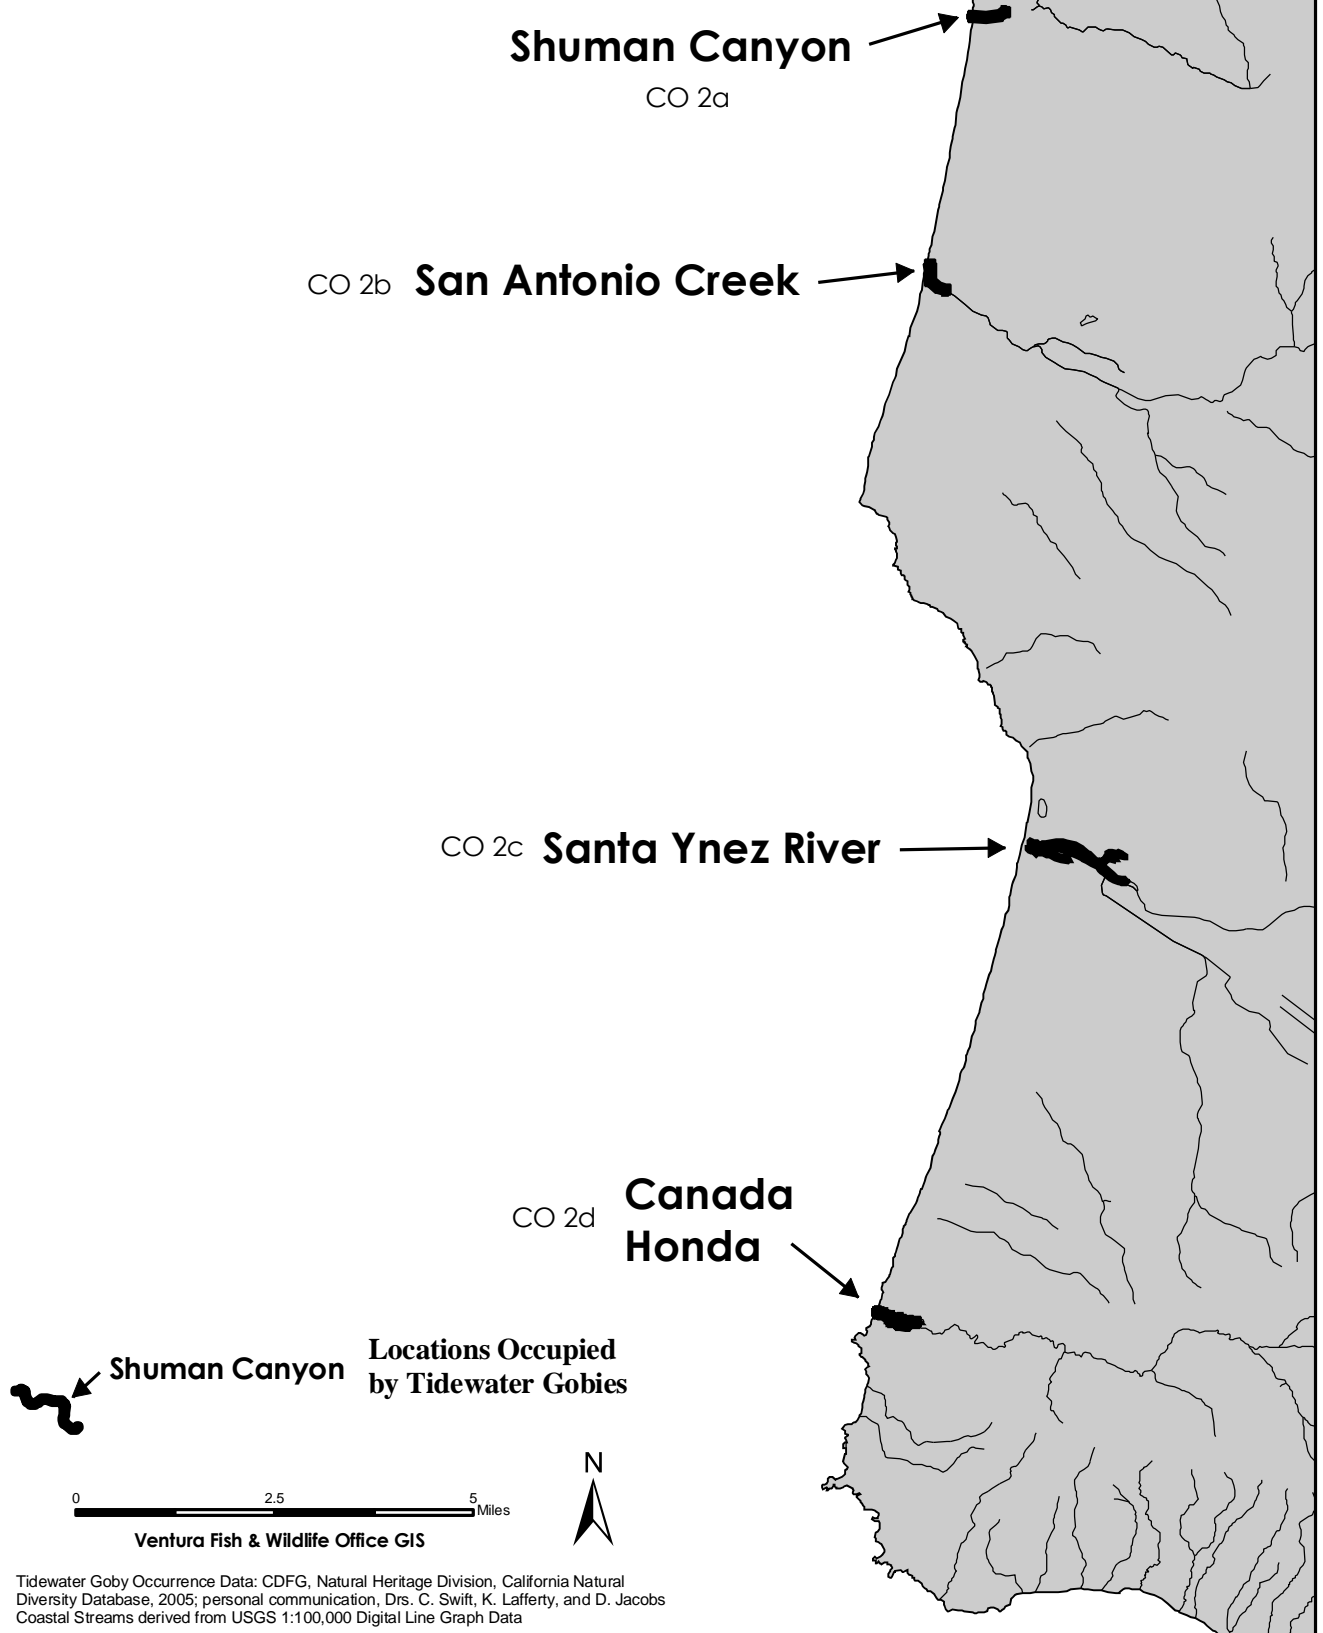 Shuman Canyon
CO 2a
CO 2b San Antonio Creek
CO 2c Santa Ynez River
Canada
CO 2d
Honda
Shuman Canyon
Locations Occupied
by Tidewater Gobies
N
0 2.5 5
Miles
Ventura Fish & Wildlife Office GIS
Tidewater Goby Occurrence Data: CDFG, Natural Heritage Division, California Natural
Diversity Database, 2005; personal communication, Drs. C. Swift, K. Lafferty, and D. Jacobs
Coastal Streams derived from USGS 1:100,000 Digital Line Graph Data